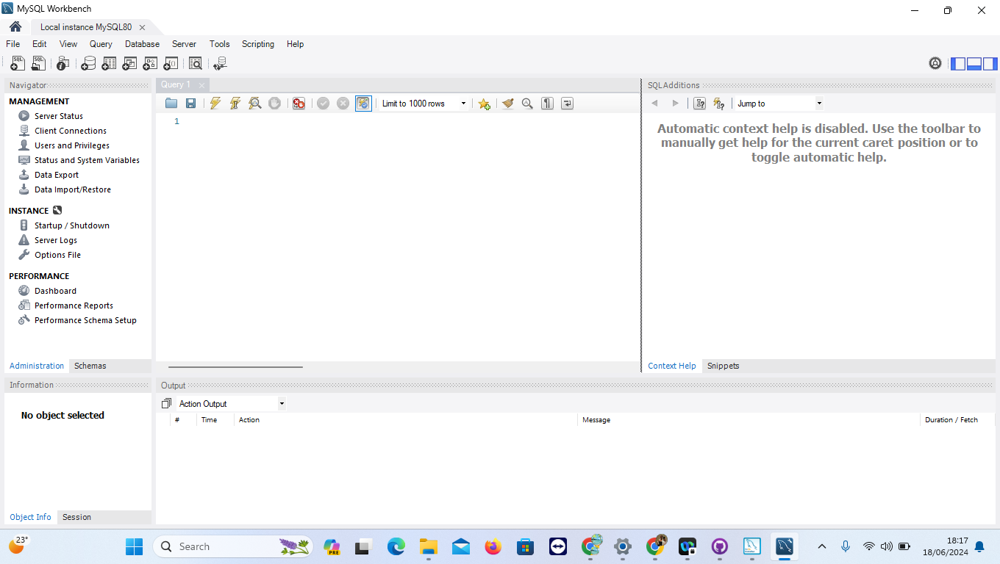 MySQL Workbench
Local instance MySQL80
File Edit View Query Database Server Tools Scripting Help
Navigator
MANAGEMENT
Server Status
Client Connections
Users and Privileges
Status and System Variables
Data Export
Data Import/Restore
INSTANCE
Startup / Shutdown
Server Logs
Options File
PERFORMANCE
Dashboard
Performance Reports
Performance Schema Setup
Administration Schemas
Query 1
Limit to 1000 rows
1
SQLAdditions
Jump to
Automatic context help is disabled. Use the toolbar to
manually get help for the current caret position or to
toggle automatic help.
Context Help Snippets
Information
No object selected
Object Info Session
Output
Action Output
# Time Action Message Duration / Fetch
23°
Search
PRE
18:17
18/06/2024